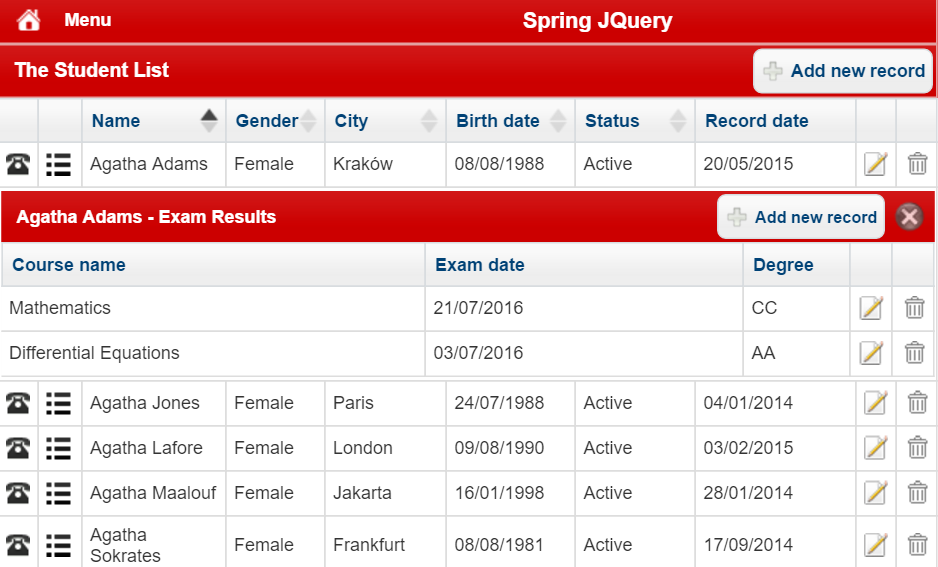 Menu Spring JQuery
The Student List Add new record
Name Gender City Birth date Status Record date
Agatha Adams Female Kraków 08/08/1988 Active 20/05/2015
Agatha Adams - Exam Results Add new record
Course name Exam date Degree
Mathematics 21/07/2016 CC
Differential Equations 03/07/2016 AA
Agatha Jones Female Paris 24/07/1988 Active 04/01/2014
Agatha Lafore Female London 09/08/1990 Active 03/02/2015
Agatha Maalouf Female Jakarta 16/01/1998 Active 28/01/2014
Agatha
Sokrates Female Frankfurt 08/08/1981 Active 17/09/2014